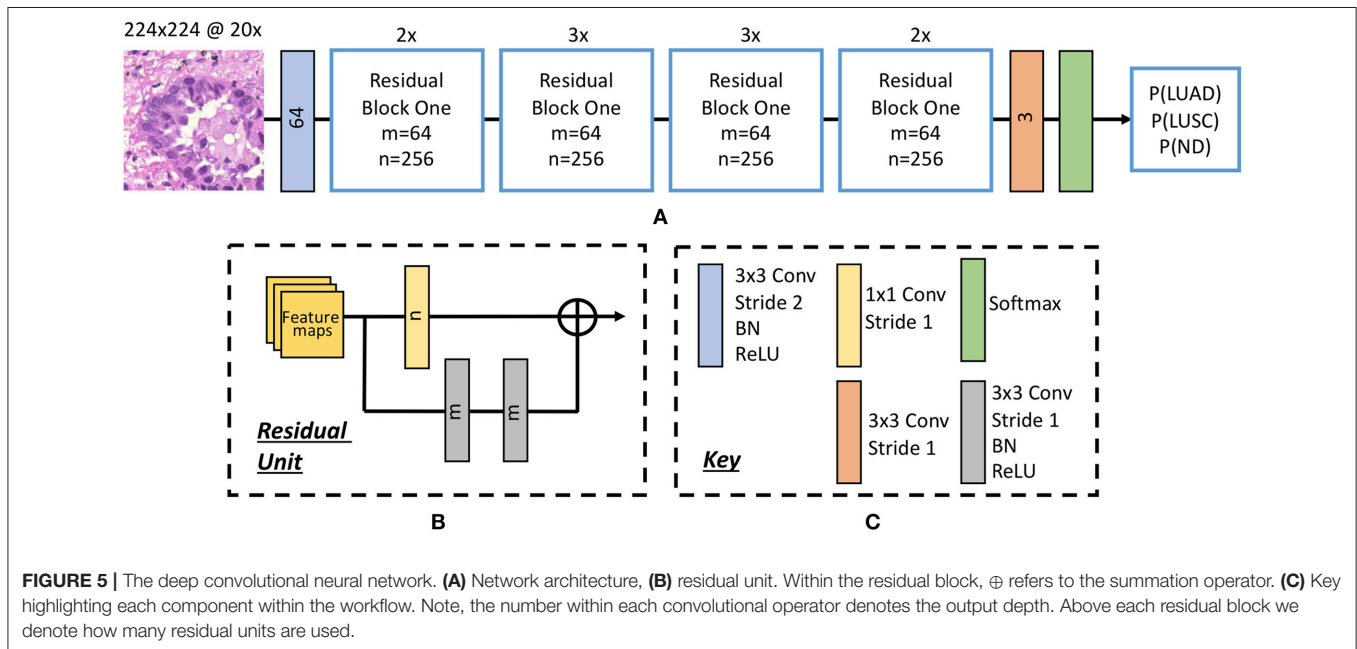 224x224 @ 20x
2x
3x
3x
2x
64
Residual
Block One
m=64
n=256
Residual
Block One
m=64
n=256
Residual
Block One
m=64
n=256
Residual
Block One
m=64
n=256
3
P(LUAD)
P(LUSC)
P(ND)
A
Feature
maps
n
m
m
Residual
Unit
B
3x3 Conv
Stride 2
BN
ReLU
1x1 Conv
Stride 1
Softmax
3x3 Conv
Stride 1
3x3 Conv
Stride 1
BN
ReLU
Key
C
FIGURE 5 | The deep convolutional neural network. (A) Network architecture, (B) residual unit. Within the residual block, ⊕ refers to the summation operator. (C) Key
highlighting each component within the workflow. Note, the number within each convolutional operator denotes the output depth. Above each residual block we
denote how many residual units are used.